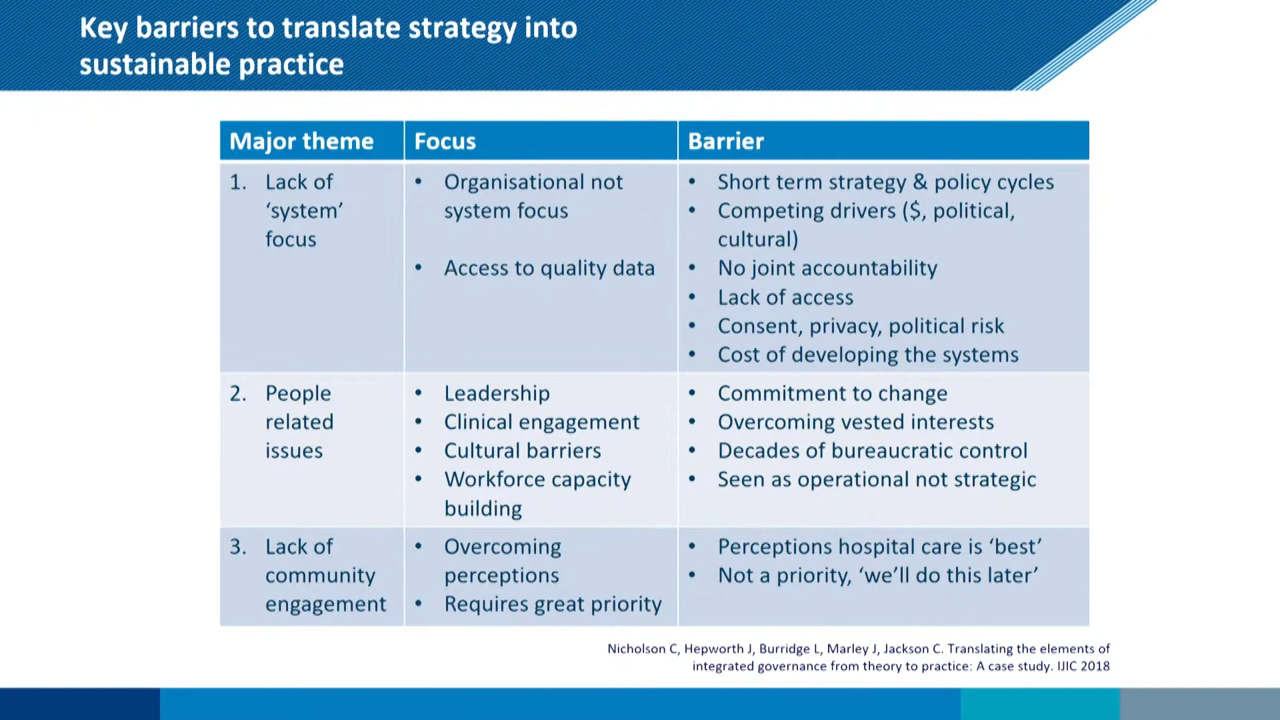 Key barriers to translate strategy into
sustainable practice
Major theme
Focus
Barrier
1. Lack of
‘system’
focus
• Organisational not
system focus
• Access to quality data
• Short term strategy & policy cycles
• Competing drivers ($, political,
cultural)
• No joint accountability
• Lack of access
• Consent, privacy, political risk
• Cost of developing the systems
2. People
related
issues
• Leadership
• Clinical engagement
• Cultural barriers
• Workforce capacity
building
• Commitment to change
• Overcoming vested interests
• Decades of bureaucratic control
• Seen as operational not strategic
3. Lack of
community
engagement
• Overcoming
perceptions
• Requires great priority
• Perceptions hospital care is ‘best’
• Not a priority, ‘we’ll do this later’
Nicholson C, Hepworth J, Burridge L, Marley J, Jackson C. Translating the elements of
integrated governance from theory to practice: A case study. IJIC 2018